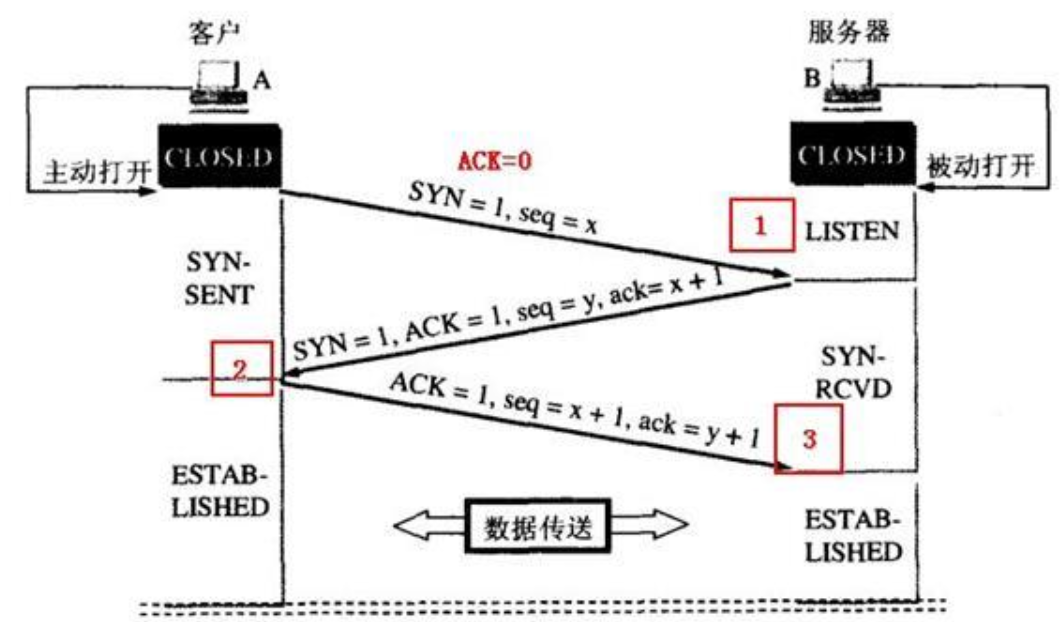 客户
服务器
A
B
CLOSED
CLOSED
主动打开
被动打开
ACK=0
SYN = 1, seq = x
1
LISTEN
SYN-
SENT
SYN = 1, ACK = 1, seq = y, ack= x + 1
2
SYN-
RCVD
ACK = 1, seq = x + 1, ack = y + 1
3
ESTAB-
LISHED
数据传送
ESTAB-
LISHED